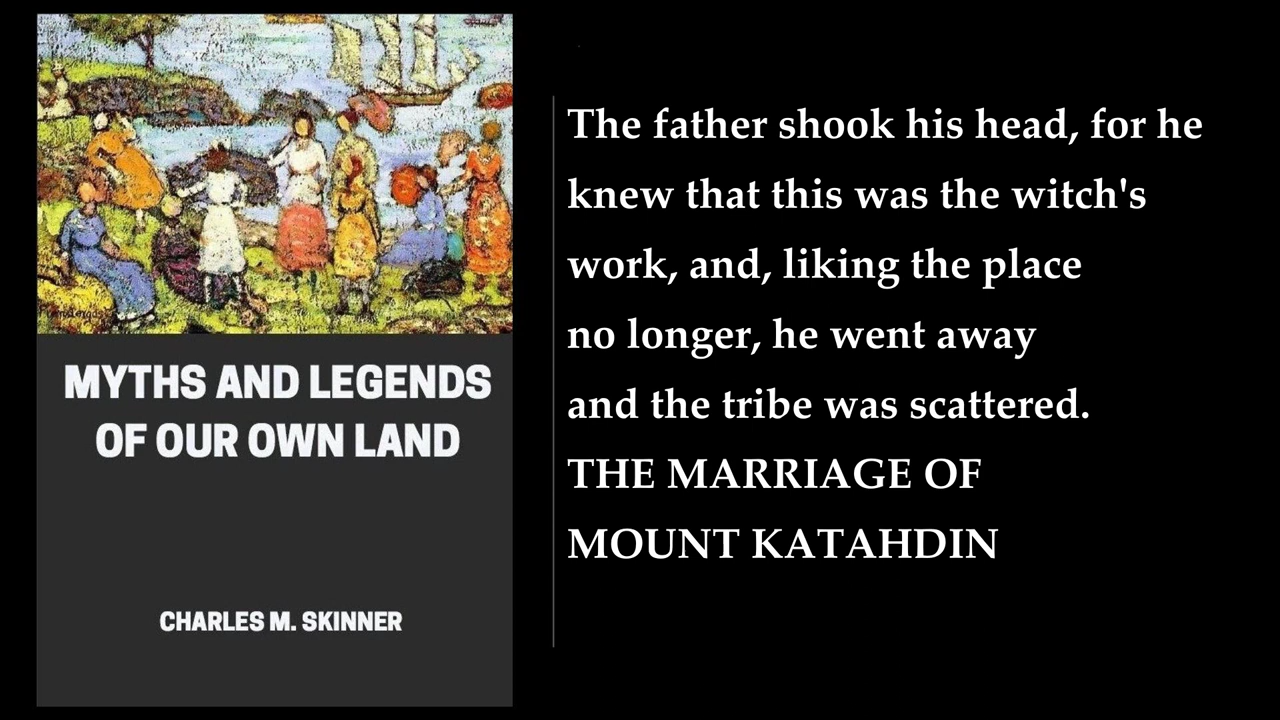 MYTHS AND LEGENDS
OF OUR OWN LAND
CHARLES M. SKINNER
The father shook his head, for he
knew that this was the witch's
work, and, liking the place
no longer, he went away
and the tribe was scattered.
THE MARRIAGE OF
MOUNT KATAHDIN